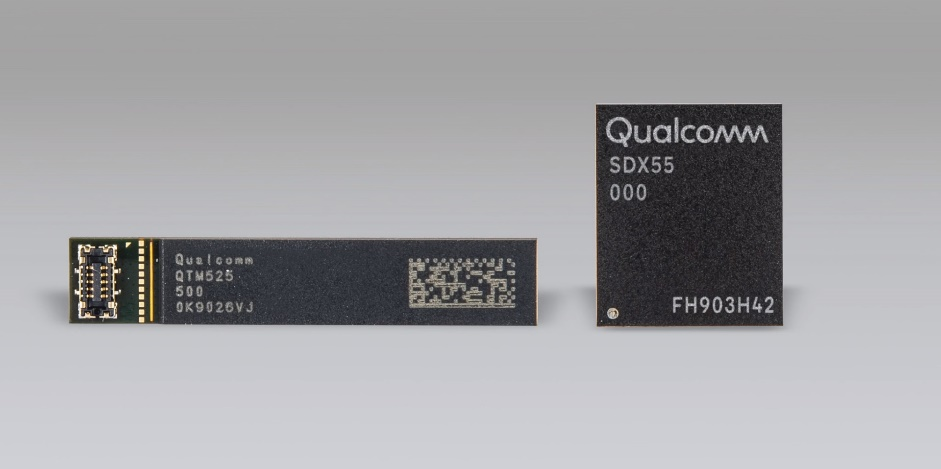 Qualcomm
QTM525
500
0K9026VJ
Qualcomm
SDX55
000
FH903H42